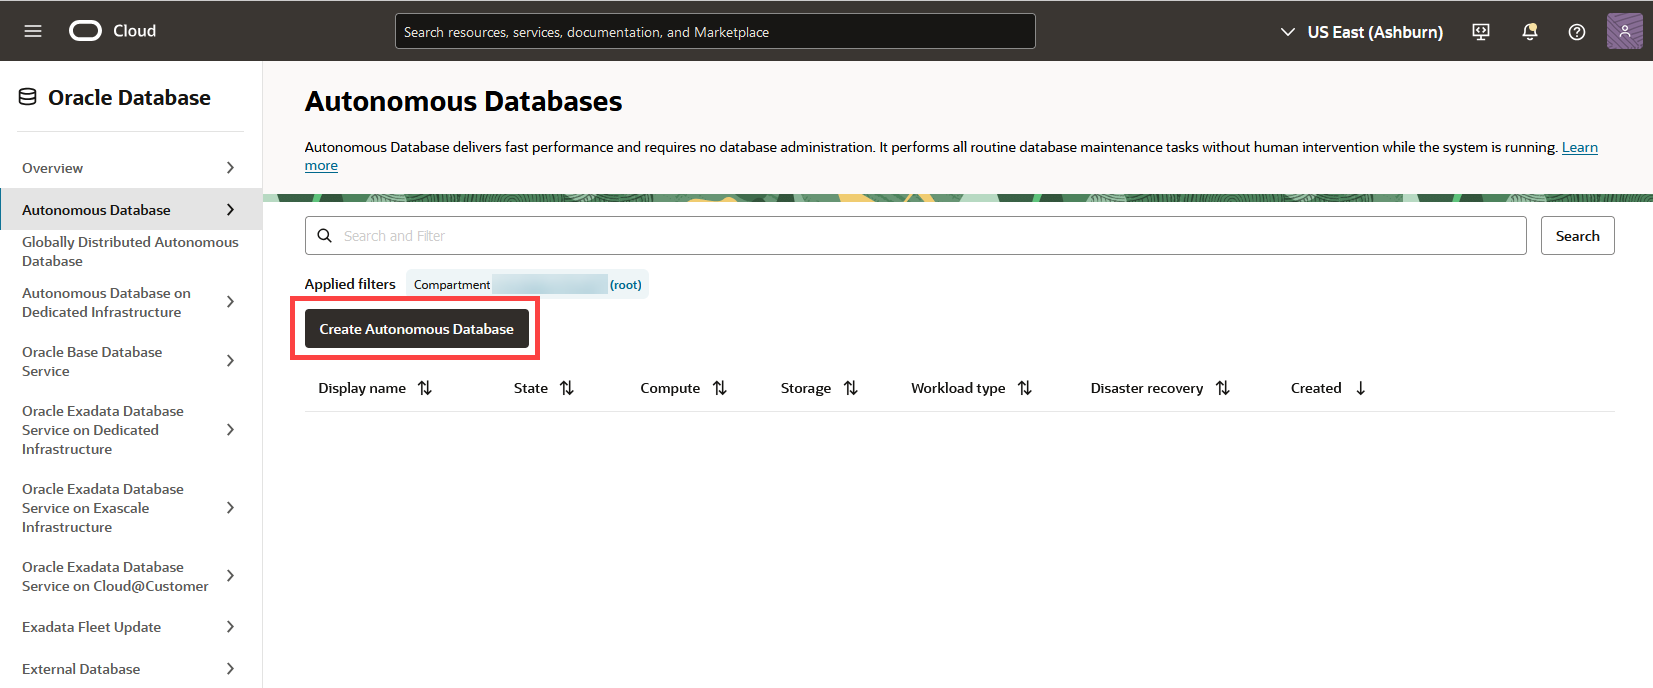 Cloud
Search resources, services, documentation, and Marketplace
US East (Ashburn)
Oracle Database
Overview
Autonomous Database
Globally Distributed Autonomous
Database
Autonomous Database on
Dedicated Infrastructure
Oracle Base Database
Service
Oracle Exadata Database
Service on Dedicated
Infrastructure
Oracle Exadata Database
Service on Exascale
Infrastructure
Oracle Exadata Database
Service on Cloud@Customer
Exadata Fleet Update
External Database
Autonomous Databases
Autonomous Database delivers fast performance and requires no database administration. It performs all routine database maintenance tasks without human intervention while the system is running. Learn
more
Search and Filter
Search
Applied filters Compartment (root)
Create Autonomous Database
Display name State Compute Storage Workload type Disaster recovery Created